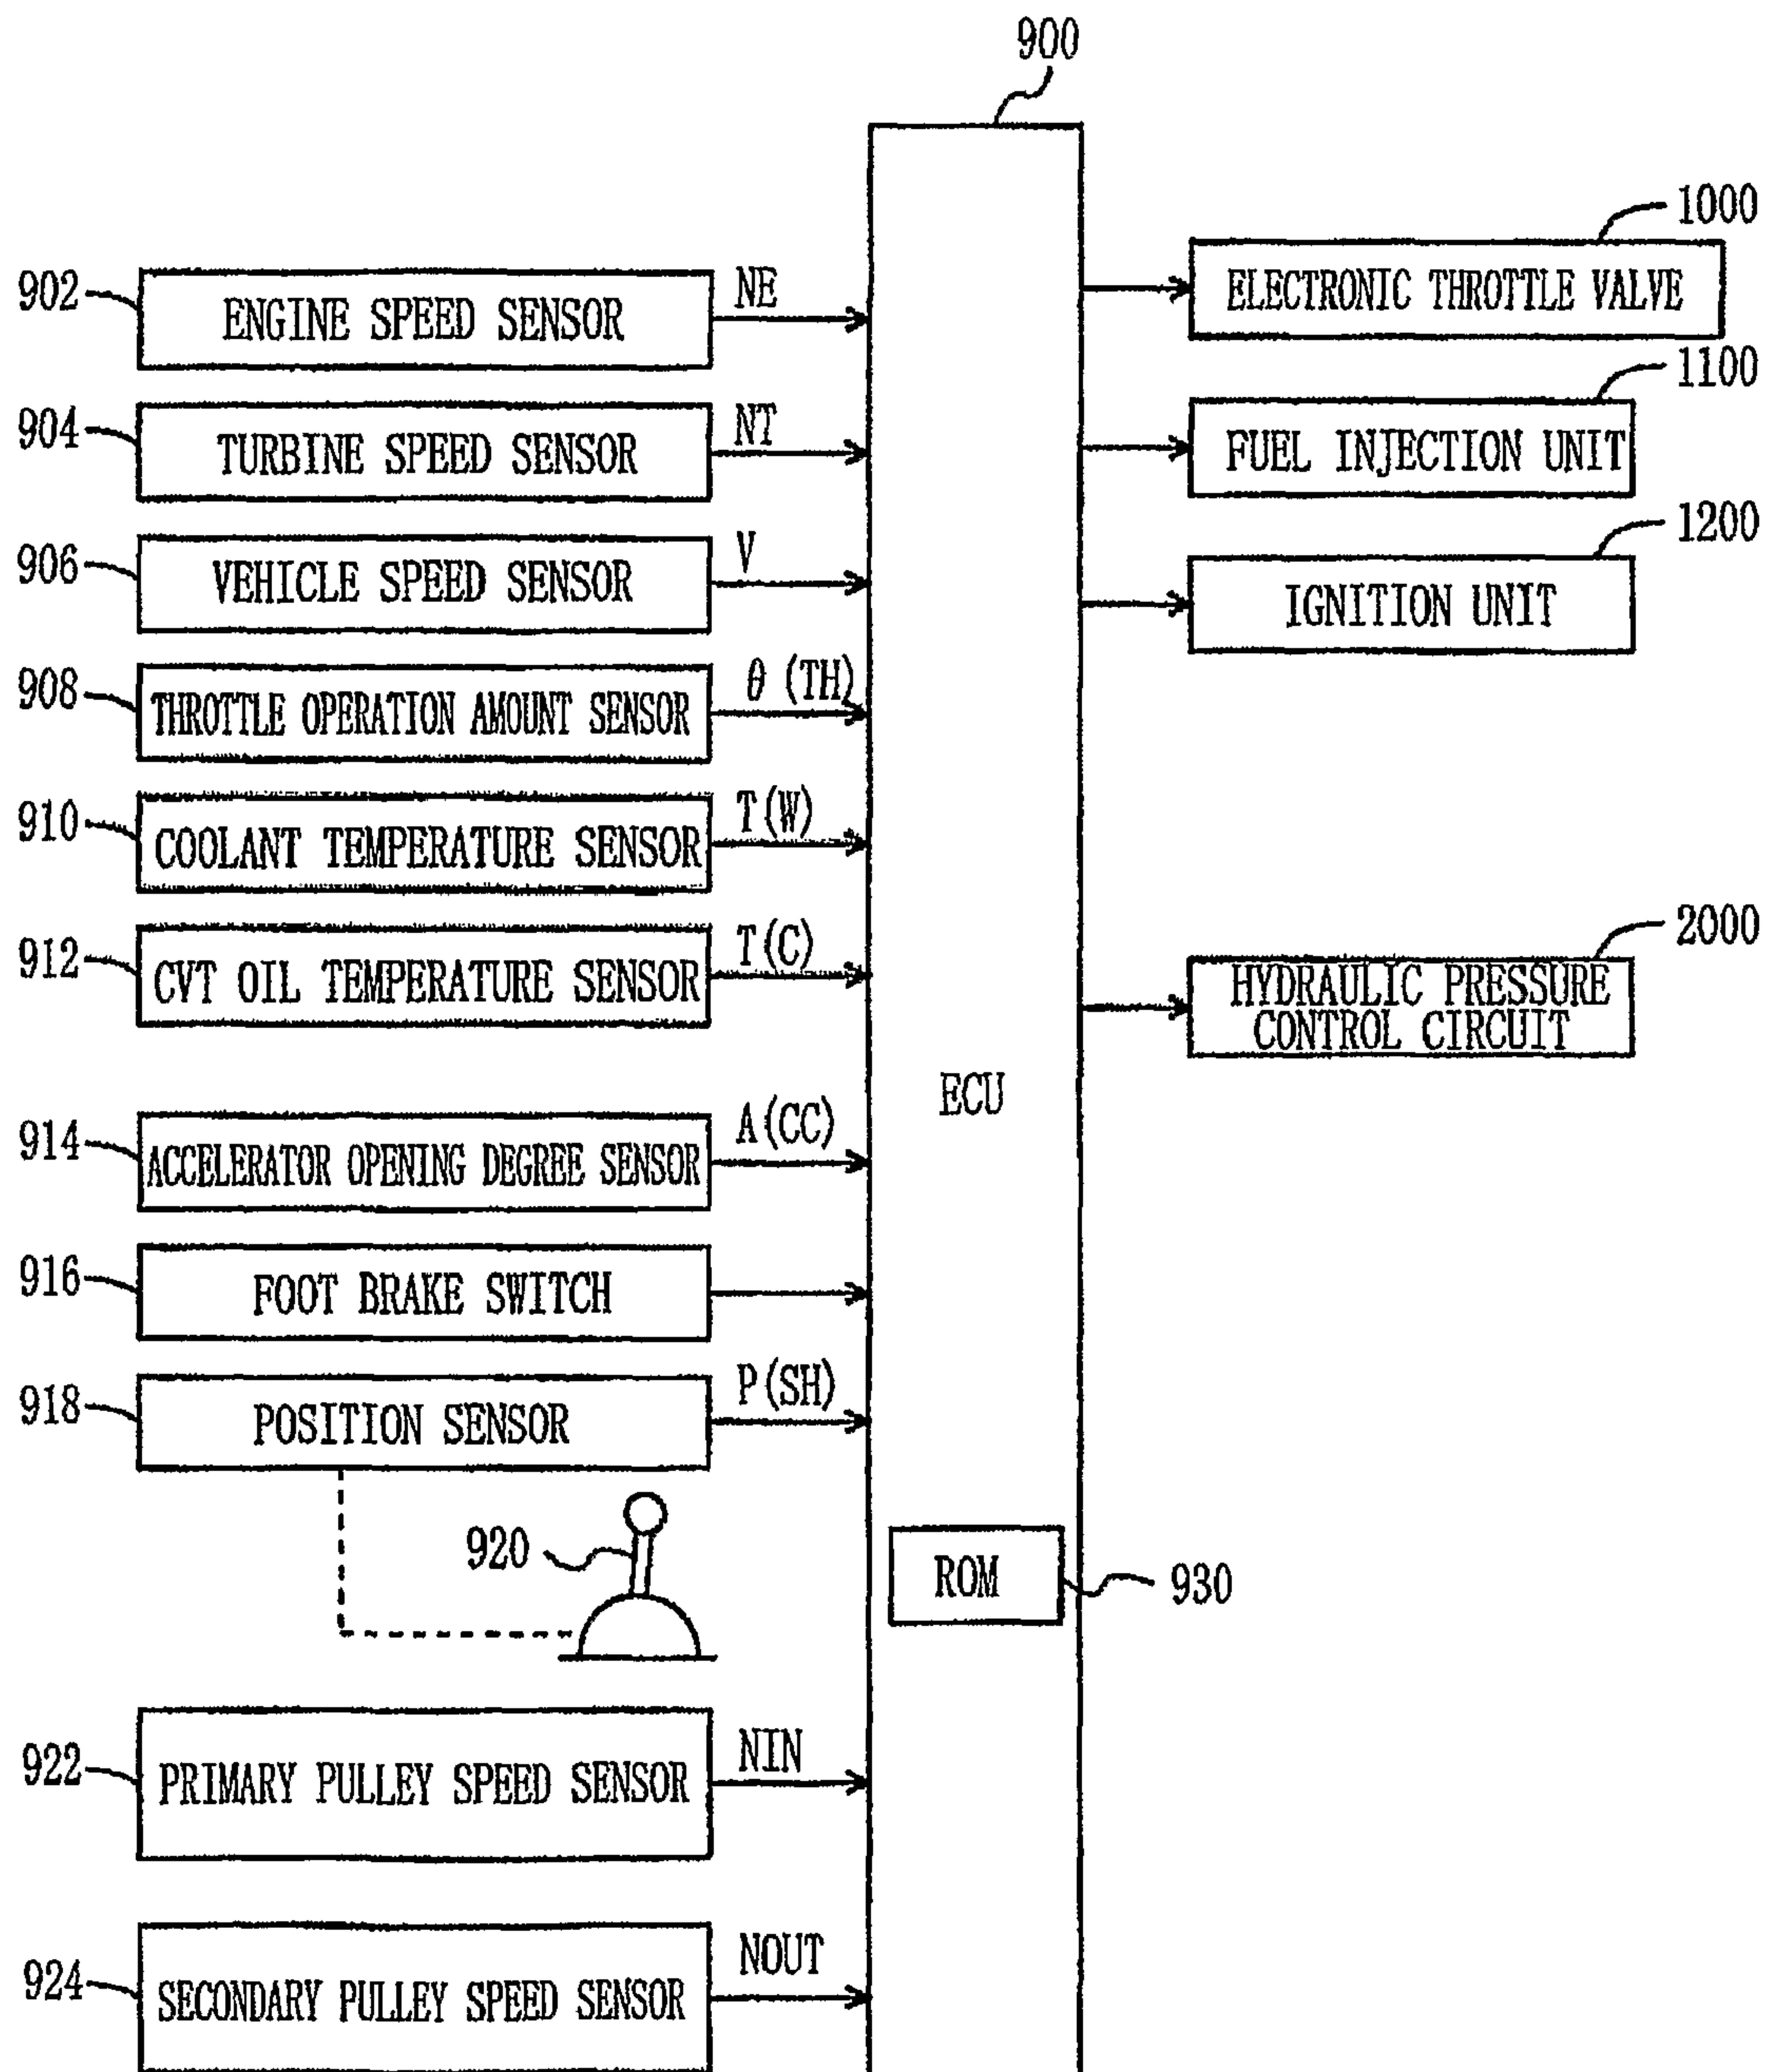 900
1000
902
ENGINE SPEED SENSOR
NE
ELECTRONIC THROTTLE VALVE
1100
904
TURBINE SPEED SENSOR
NT
FUEL INJECTION UNIT
1200
906
VEHICLE SPEED SENSOR
V
IGNITION UNIT
908
THROTTLE OPERATION AMOUNT SENSOR
θ (TH)
910
COOLANT TEMPERATURE SENSOR
T(W)
912
CVT OIL TEMPERATURE SENSOR
T(C)
2000
HYDRAULIC PRESSURE
CONTROL CIRCUIT
ECU
914
ACCELERATOR OPENING DEGREE SENSOR
A(CC)
916
FOOT BRAKE SWITCH
918
POSITION SENSOR
P(SH)
920
ROM
930
922
PRIMARY PULLEY SPEED SENSOR
NIN
924
SECONDARY PULLEY SPEED SENSOR
NOUT